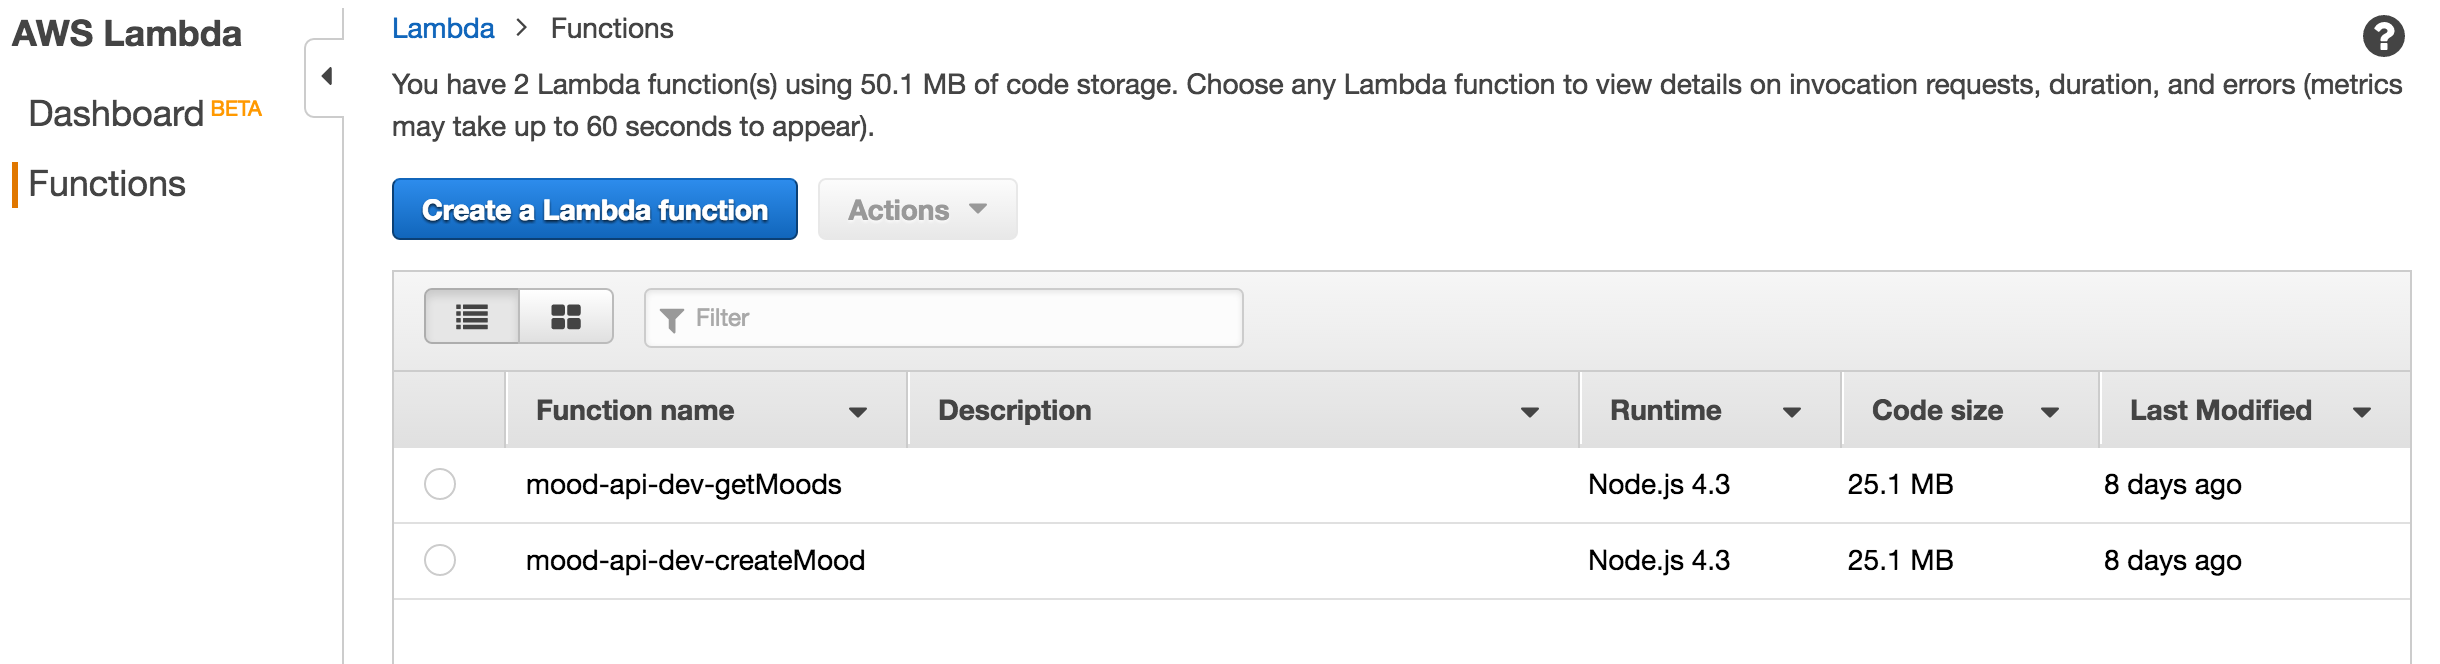 AWS Lambda
Dashboard BETA
Functions
Lambda > Functions
You have 2 Lambda function(s) using 50.1 MB of code storage. Choose any Lambda function to view details on invocation requests, duration, and errors (metrics
may take up to 60 seconds to appear).
Create a Lambda function Actions
Filter
Function name Description Runtime Code size Last Modified
mood-api-dev-getMoods Node.js 4.3 25.1 MB 8 days ago
mood-api-dev-createMood Node.js 4.3 25.1 MB 8 days ago